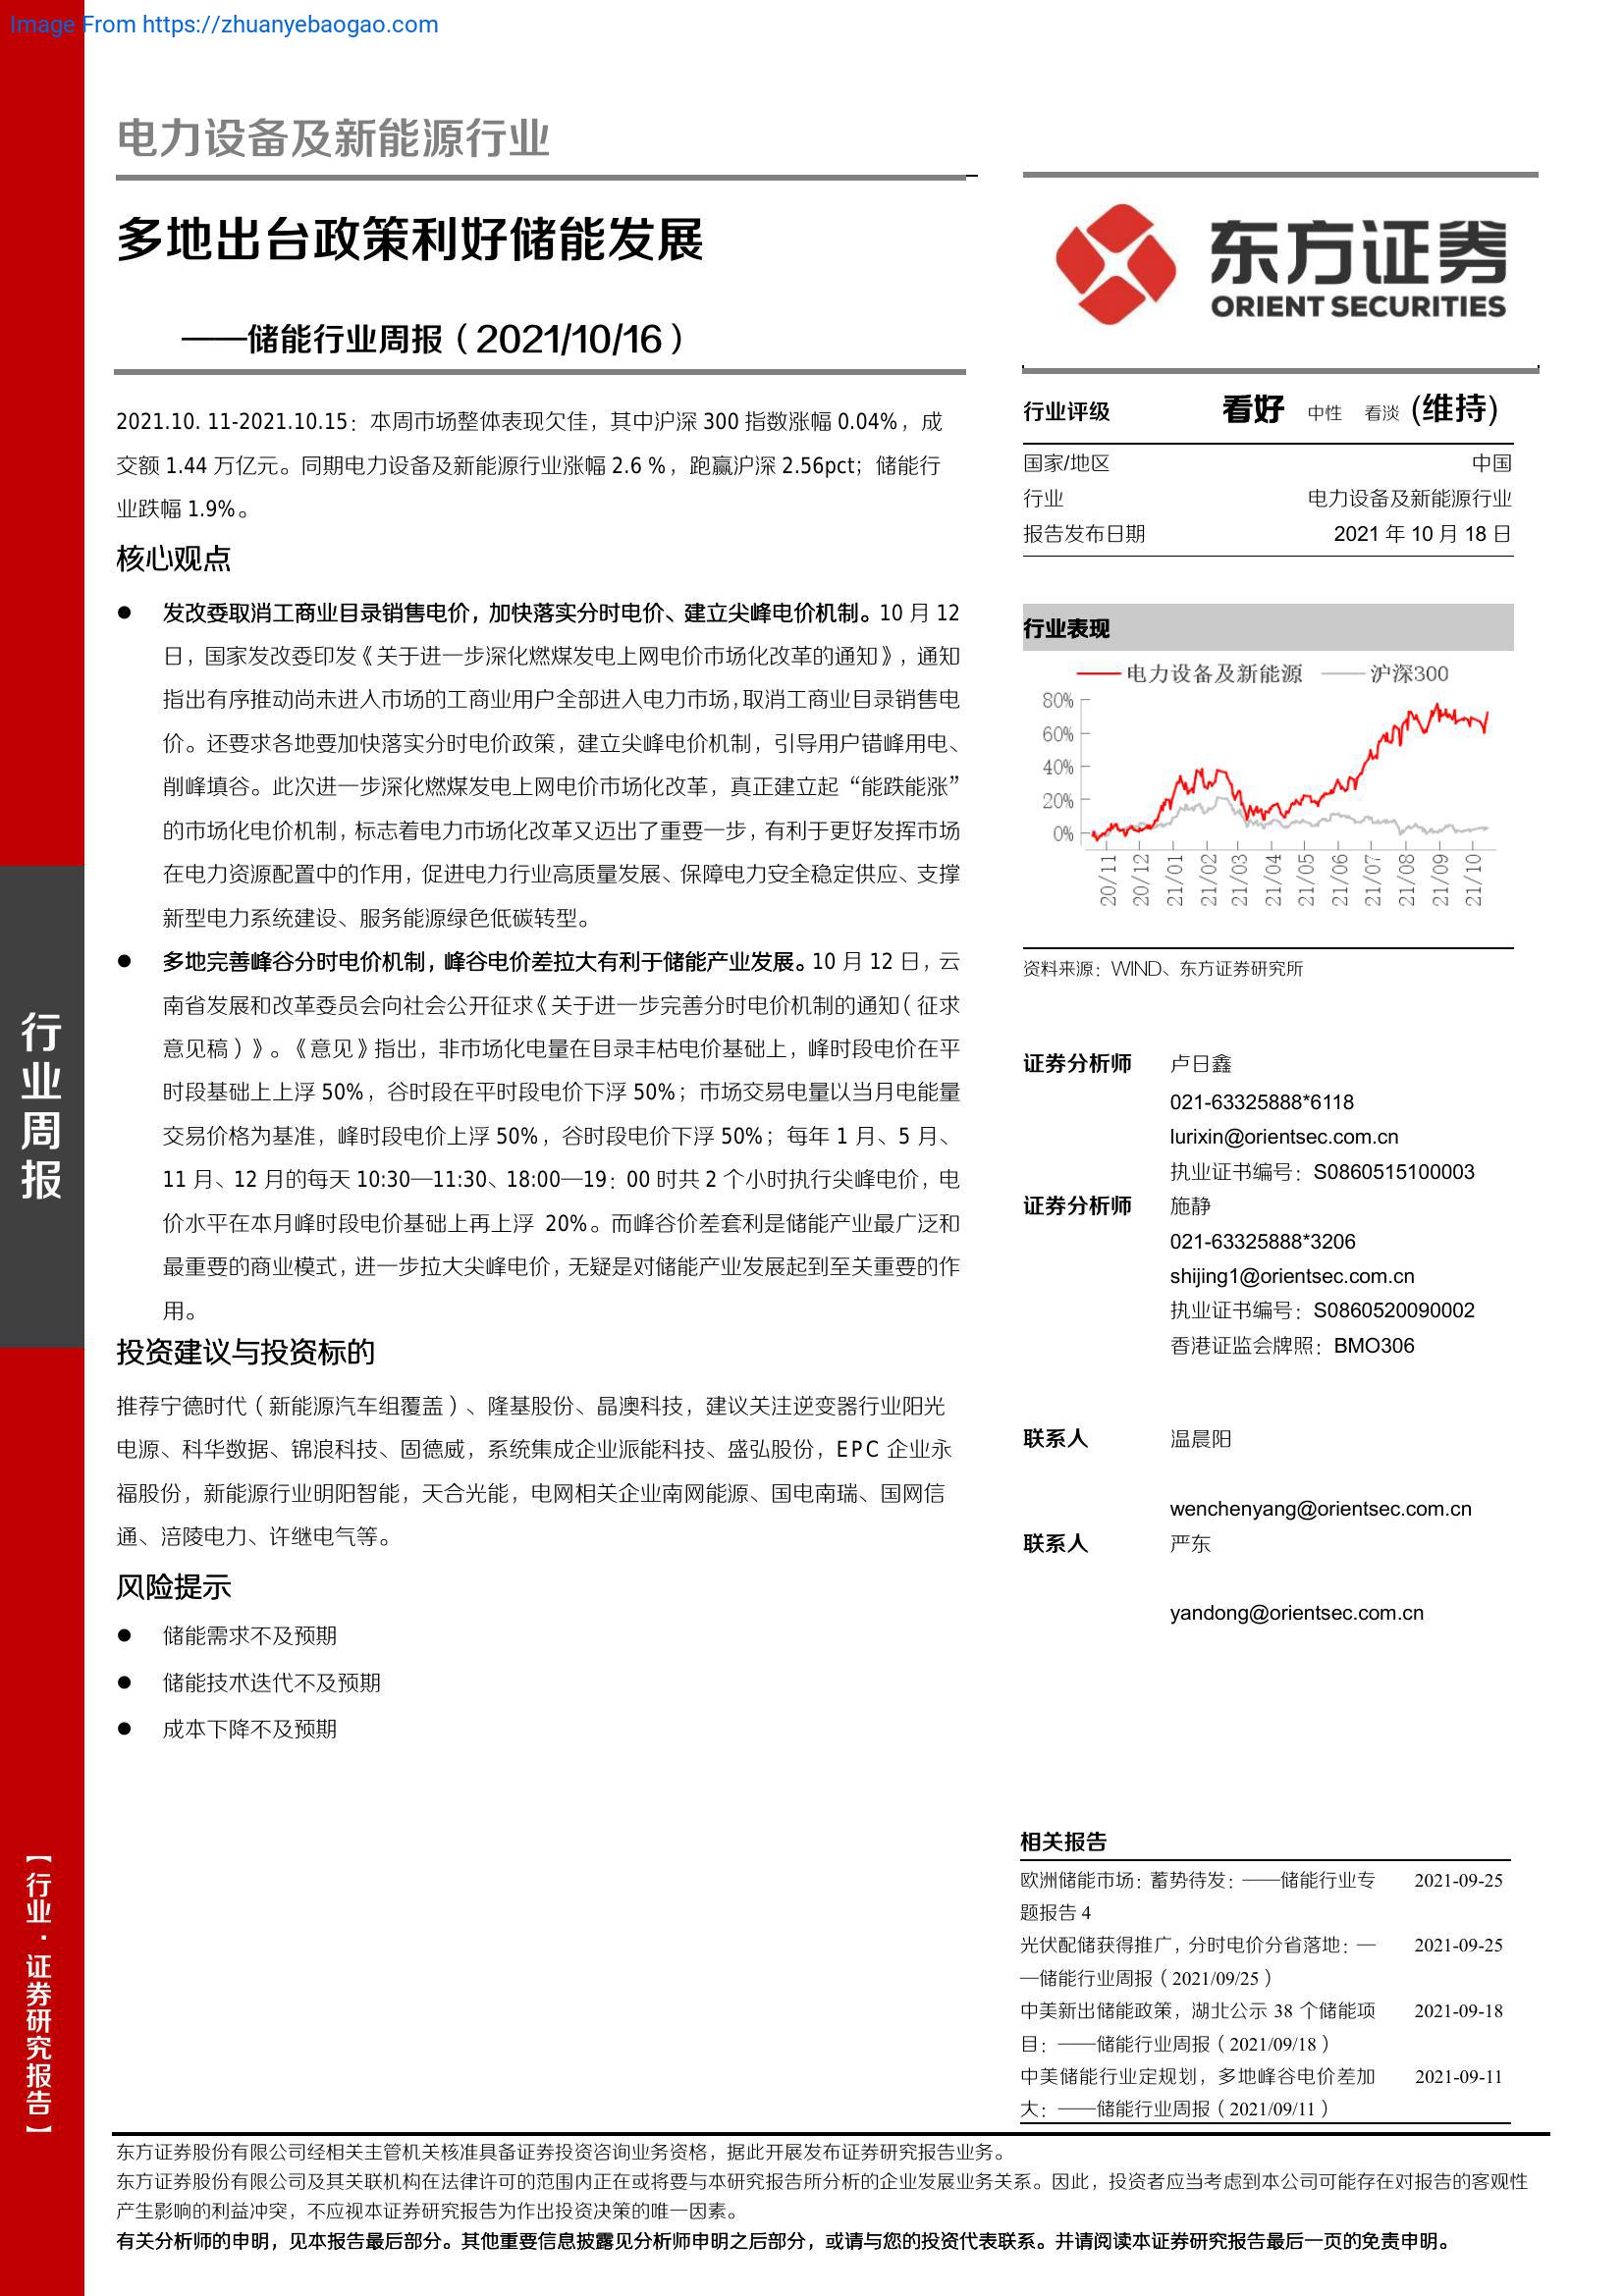 Image From https://zhuanyebaogao.com
电力设备及新能源行业
多地出台政策利好储能发展
——储能行业周报（2021/10/16）
2021.10. 11-2021.10.15：本周市场整体表现欠佳，其中沪深 300 指数涨幅 0.04%，成
交额 1.44 万亿元。同期电力设备及新能源行业涨幅 2.6 %，跑赢沪深 2.56pct；储能行
业跌幅 1.9%。
核心观点
● 发改委取消工商业目录销售电价，加快落实分时电价、建立尖峰电价机制。10 月 12
日，国家发改委印发《关于进一步深化燃煤发电上网电价市场化改革的通知》，通知
指出有序推动尚未进入市场的工商业用户全部进入电力市场，取消工商业目录销售电
价。还要求各地要加快落实分时电价政策，建立尖峰电价机制，引导用户错峰用电、
削峰填谷。此次进一步深化燃煤发电上网电价市场化改革，真正建立起“能跌能涨”
的市场化电价机制，标志着电力市场化改革又迈出了重要一步，有利于更好发挥市场
在电力资源配置中的作用，促进电力行业高质量发展、保障电力安全稳定供应、支撑
新型电力系统建设、服务能源绿色低碳转型。
● 多地完善峰谷分时电价机制，峰谷电价差拉大有利于储能产业发展。10 月 12 日，云
南省发展和改革委员会向社会公开征求《关于进一步完善分时电价机制的通知（征求
意见稿）》。《意见》指出，非市场化电量在目录丰枯电价基础上，峰时段电价在平
时段基础上上浮 50%，谷时段在平时段电价下浮 50%；市场交易电量以当月电能量
交易价格为基准，峰时段电价上浮 50%，谷时段电价下浮 50%；每年 1 月、5 月、
11 月、12 月的每天 10:30—11:30、18:00—19：00 时共 2 个小时执行尖峰电价，电
价水平在本月峰时段电价基础上再上浮 20%。而峰谷价差套利是储能产业最广泛和
最重要的商业模式，进一步拉大尖峰电价，无疑是对储能产业发展起到至关重要的作
用。
投资建议与投资标的
推荐宁德时代（新能源汽车组覆盖）、隆基股份、晶澳科技，建议关注逆变器行业阳光
电源、科华数据、锦浪科技、固德威，系统集成企业派能科技、盛弘股份，EPC 企业永
福股份，新能源行业明阳智能，天合光能，电网相关企业南网能源、国电南瑞、国网信
通、涪陵电力、许继电气等。
风险提示
● 储能需求不及预期
● 储能技术迭代不及预期
● 成本下降不及预期
东方证券
ORIENT SECURITIES
行业评级 看好 中性 看淡 (维持)
国家/地区 中国
行业 电力设备及新能源行业
报告发布日期 2021 年 10 月 18 日
行业表现
电力设备及新能源 沪深300
80%
60%
40%
20%
0%
20/11 20/12 21/01 21/02 21/03 21/04 21/05 21/06 21/07 21/08 21/09 21/10
资料来源：WIND、东方证券研究所
证券分析师 卢日鑫
021-63325888*6118
lurixin@orientsec.com.cn
执业证书编号：S0860515100003
证券分析师 施静
021-63325888*3206
shijing1@orientsec.com.cn
执业证书编号：S0860520090002
香港证监会牌照：BMO306
联系人 温晨阳
wenchenyang@orientsec.com.cn
联系人 严东
yandong@orientsec.com.cn
相关报告
欧洲储能市场：蓄势待发：——储能行业专 2021-09-25
题报告 4
光伏配储获得推广，分时电价分省落地：— 2021-09-25
—储能行业周报（2021/09/25）
中美新出储能政策，湖北公示 38 个储能项 2021-09-18
目：——储能行业周报（2021/09/18）
中美储能行业定规划，多地峰谷电价差加 2021-09-11
大：——储能行业周报（2021/09/11）
行业周报
【行业·证券研究报告】
东方证券股份有限公司经相关主管机关核准具备证券投资咨询业务资格，据此开展发布证券研究报告业务。
东方证券股份有限公司及其关联机构在法律许可的范围内正在或将要与本研究报告所分析的企业发展业务关系。因此，投资者应当考虑到本公司可能存在对报告的客观性
产生影响的利益冲突，不应视本证券研究报告为作出投资决策的唯一因素。
有关分析师的申明，见本报告最后部分。其他重要信息披露见分析师申明之后部分，或请与您的投资代表联系。并请阅读本证券研究报告最后一页的免责申明。